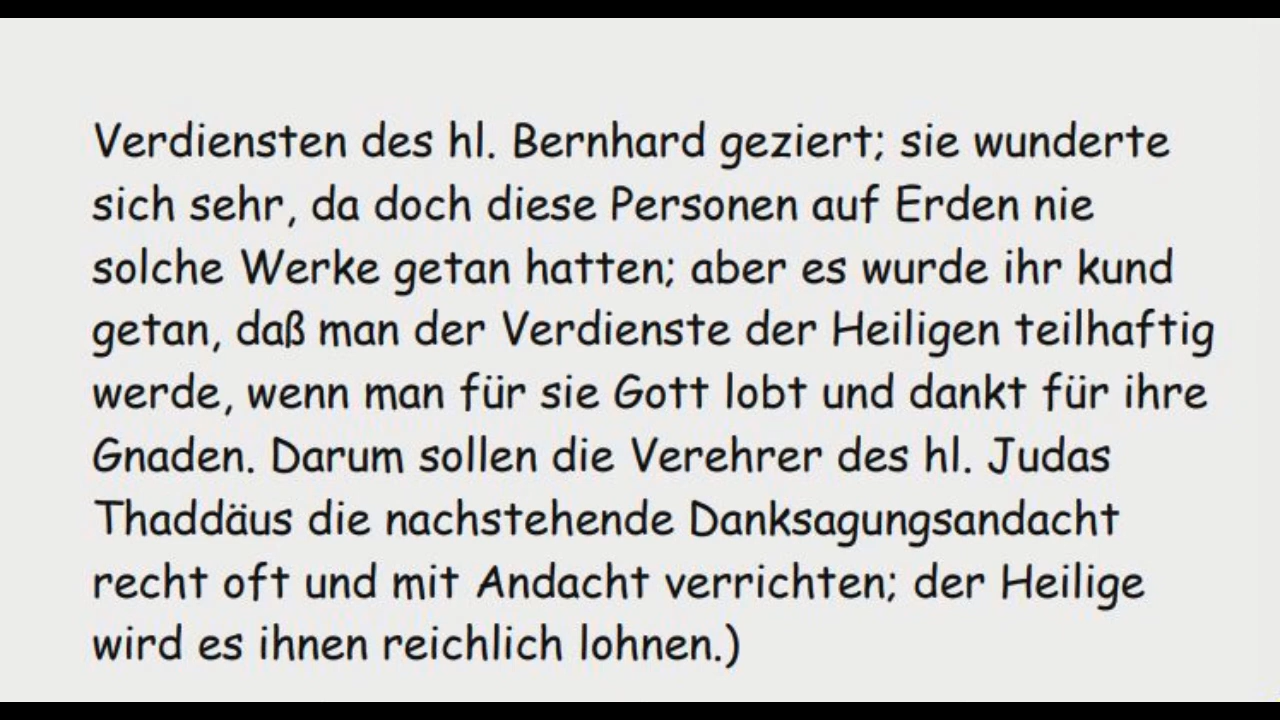 Verdiensten des hl. Bernhard geziert; sie wunderte
sich sehr, da doch diese Personen auf Erden nie
solche Werke getan hatten; aber es wurde ihr kund
getan, daß man der Verdienste der Heiligen teilhaftig
werde, wenn man für sie Gott lobt und dankt für ihre
Gnaden. Darum sollen die Verehrer des hl. Judas
Thaddäus die nachstehende Danksagungsandacht
recht oft und mit Andacht verrichten; der Heilige
wird es ihnen reichlich lohnen.)